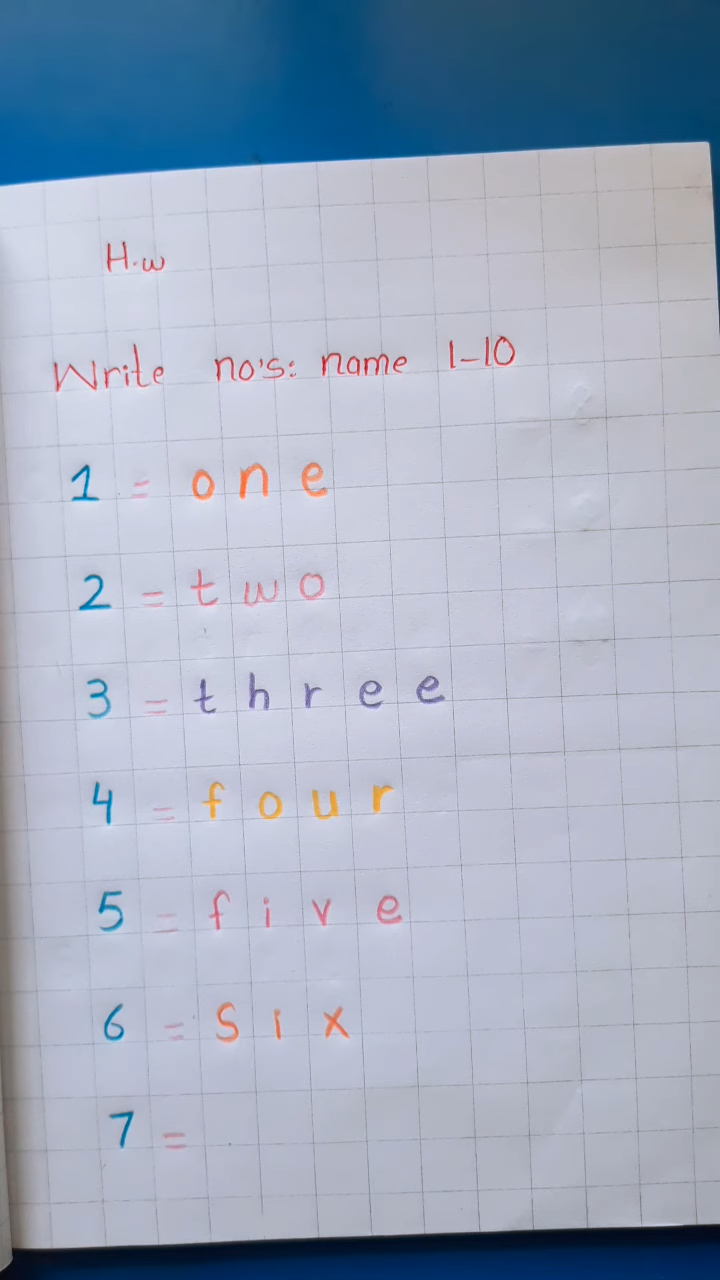 H.w
Write no's: name 1-10
1 = one
2 = two
3 = three
4 = four
5 = five
6 = six
7 =